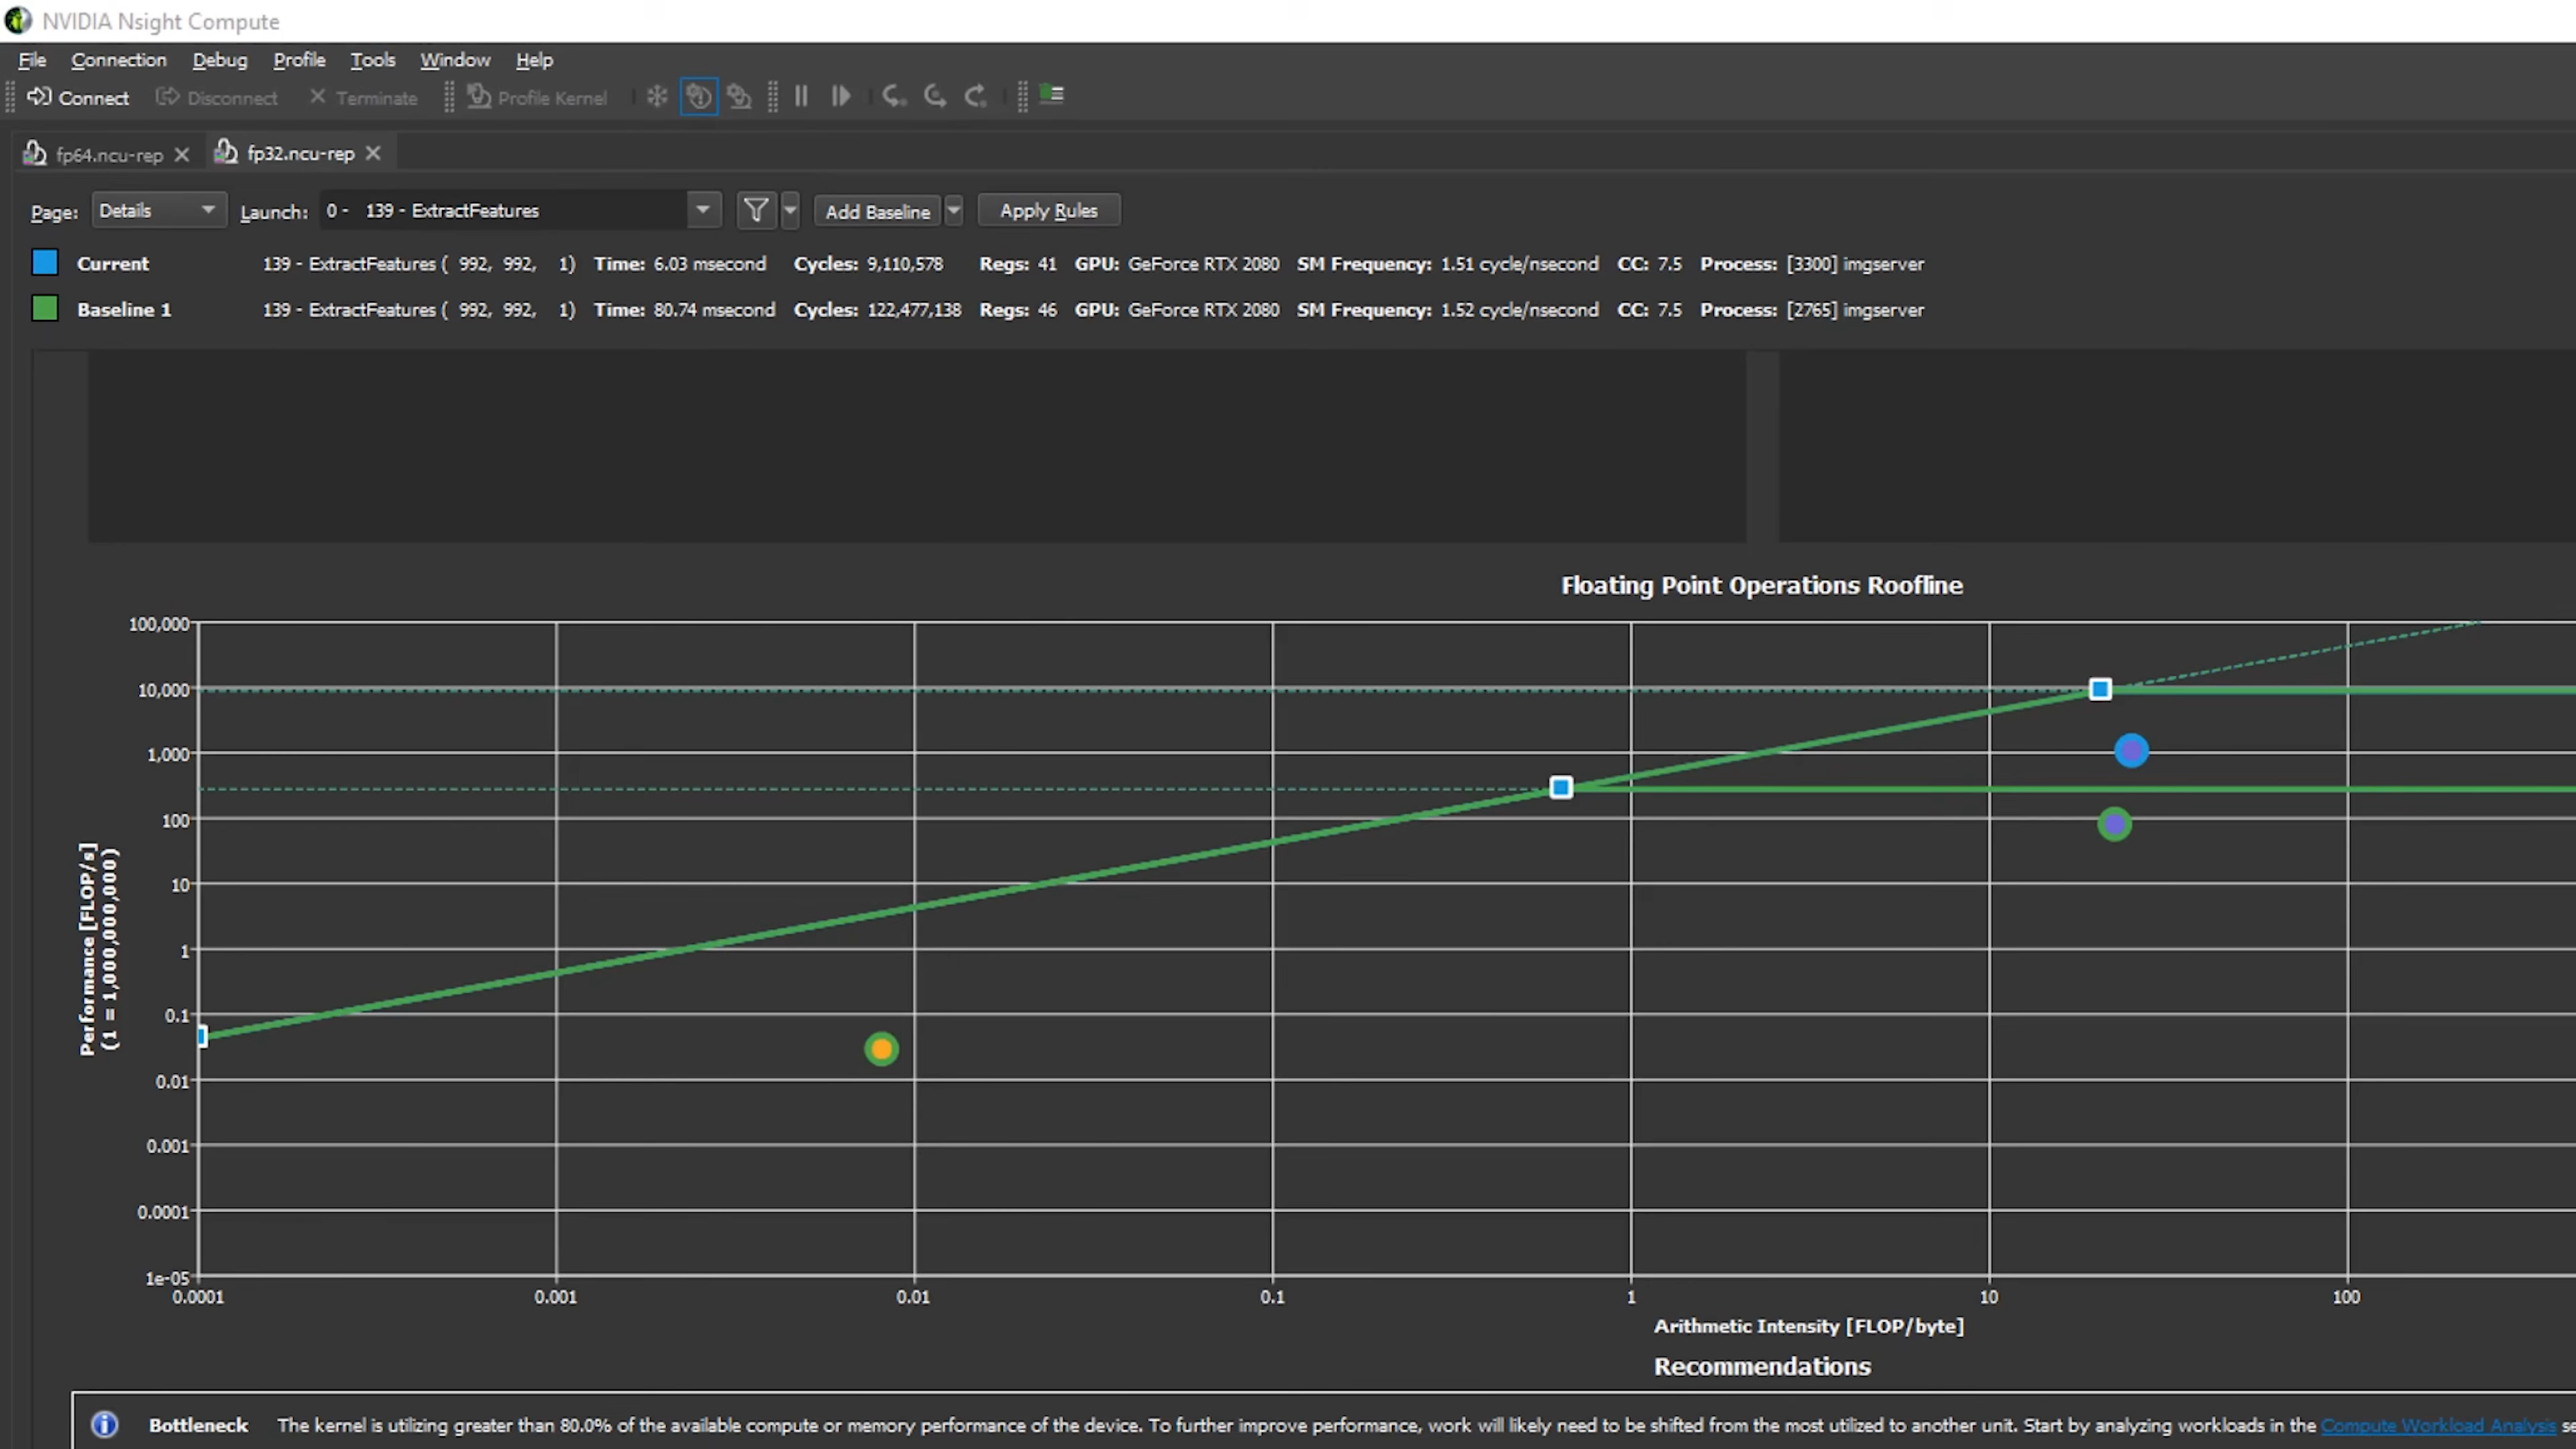 NVIDIA Nsight Compute
File Connection Debug Profile Tools Window Help
Connect Disconnect Terminate Profile Kernel
fp64.ncu-rep fp32.ncu-rep
Page: Details Launch: 0 - 139 - ExtractFeatures Add Baseline Apply Rules
Current 139 - ExtractFeatures ( 992, 992, 1) Time: 6.03 msecond Cycles: 9,110,578 Regs: 41 GPU: GeForce RTX 2080 SM Frequency: 1.51 cycle/nsecond CC: 7.5 Process: [3300] imgserver
Baseline 1 139 - ExtractFeatures ( 992, 992, 1) Time: 80.74 msecond Cycles: 122,477,138 Regs: 46 GPU: GeForce RTX 2080 SM Frequency: 1.52 cycle/nsecond CC: 7.5 Process: [2765] imgserver
Floating Point Operations Roofline
100,000
10,000
1,000
100
10
1
0.1
0.01
0.001
0.0001
1e-05
Performance [FLOP/s]
(1 = 1,000,000,000)
0.0001 0.001 0.01 0.1 1 10 100
Arithmetic Intensity [FLOP/byte]
Recommendations
Bottleneck The kernel is utilizing greater than 80.0% of the available compute or memory performance of the device. To further improve performance, work will likely need to be shifted from the most utilized to another unit. Start by analyzing workloads in the Compute Workload Analysis se